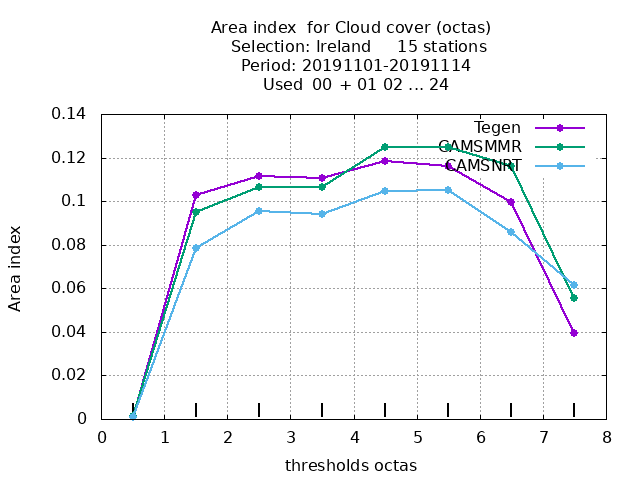 Area index  for Cloud cover (octas)
Selection: Ireland     15 stations
Period: 20191101-20191114
Used  00  + 01 02 ... 24
Tegen
CAMSMMR
CAMSNRT
0.14
0.12
0.1
0.08
0.06
0.04
0.02
0
Area index
0 1 2 3 4 5 6 7 8
thresholds octas